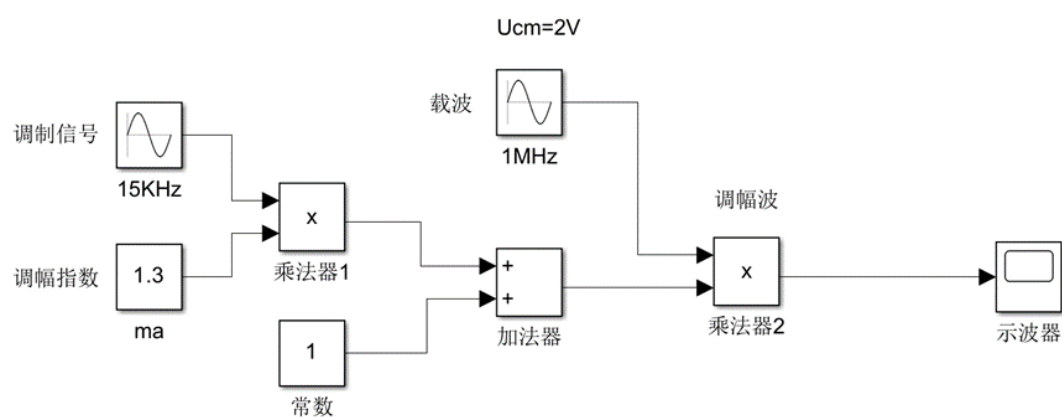 Ucm=2V
载波
1MHz
调制信号
15KHz
x
乘法器1
调幅指数
1.3
ma
1
常数
+
+
加法器
调幅波
x
乘法器2
示波器